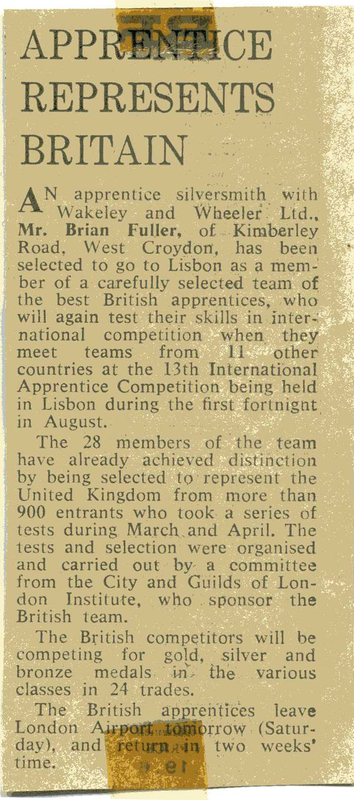 APPRENTICE
REPRESENTS
BRITAIN
AN apprentice silversmith with
Wakeley and Wheeler Ltd.,
Mr. Brian Fuller, of Kimberley
Road, West Croydon, has been
selected to go to Lisbon as a mem-
ber of a carefully selected team of
the best British apprentices, who
will again test their skills in inter-
national competition when they
meet teams from 11 other
countries at the 13th International
Apprentice Competition being held
in Lisbon during the first fortnignt
in August.
The 28 members of the team
have already achieved distinction
by being selected to represent the
United Kingdom from more than
900 entrants who took a series of
tests during March and April. The
tests and selection were organised
and carried out by a committee
from the City and Guilds of Lon-
don Institute, who sponsor the
British team.
The British competitors will be
competing for gold, silver and
bronze medals in the various
classes in 24 trades.
The British apprentices leave
London Airport tomorrow (Satur-
day), and return in two weeks'
time.